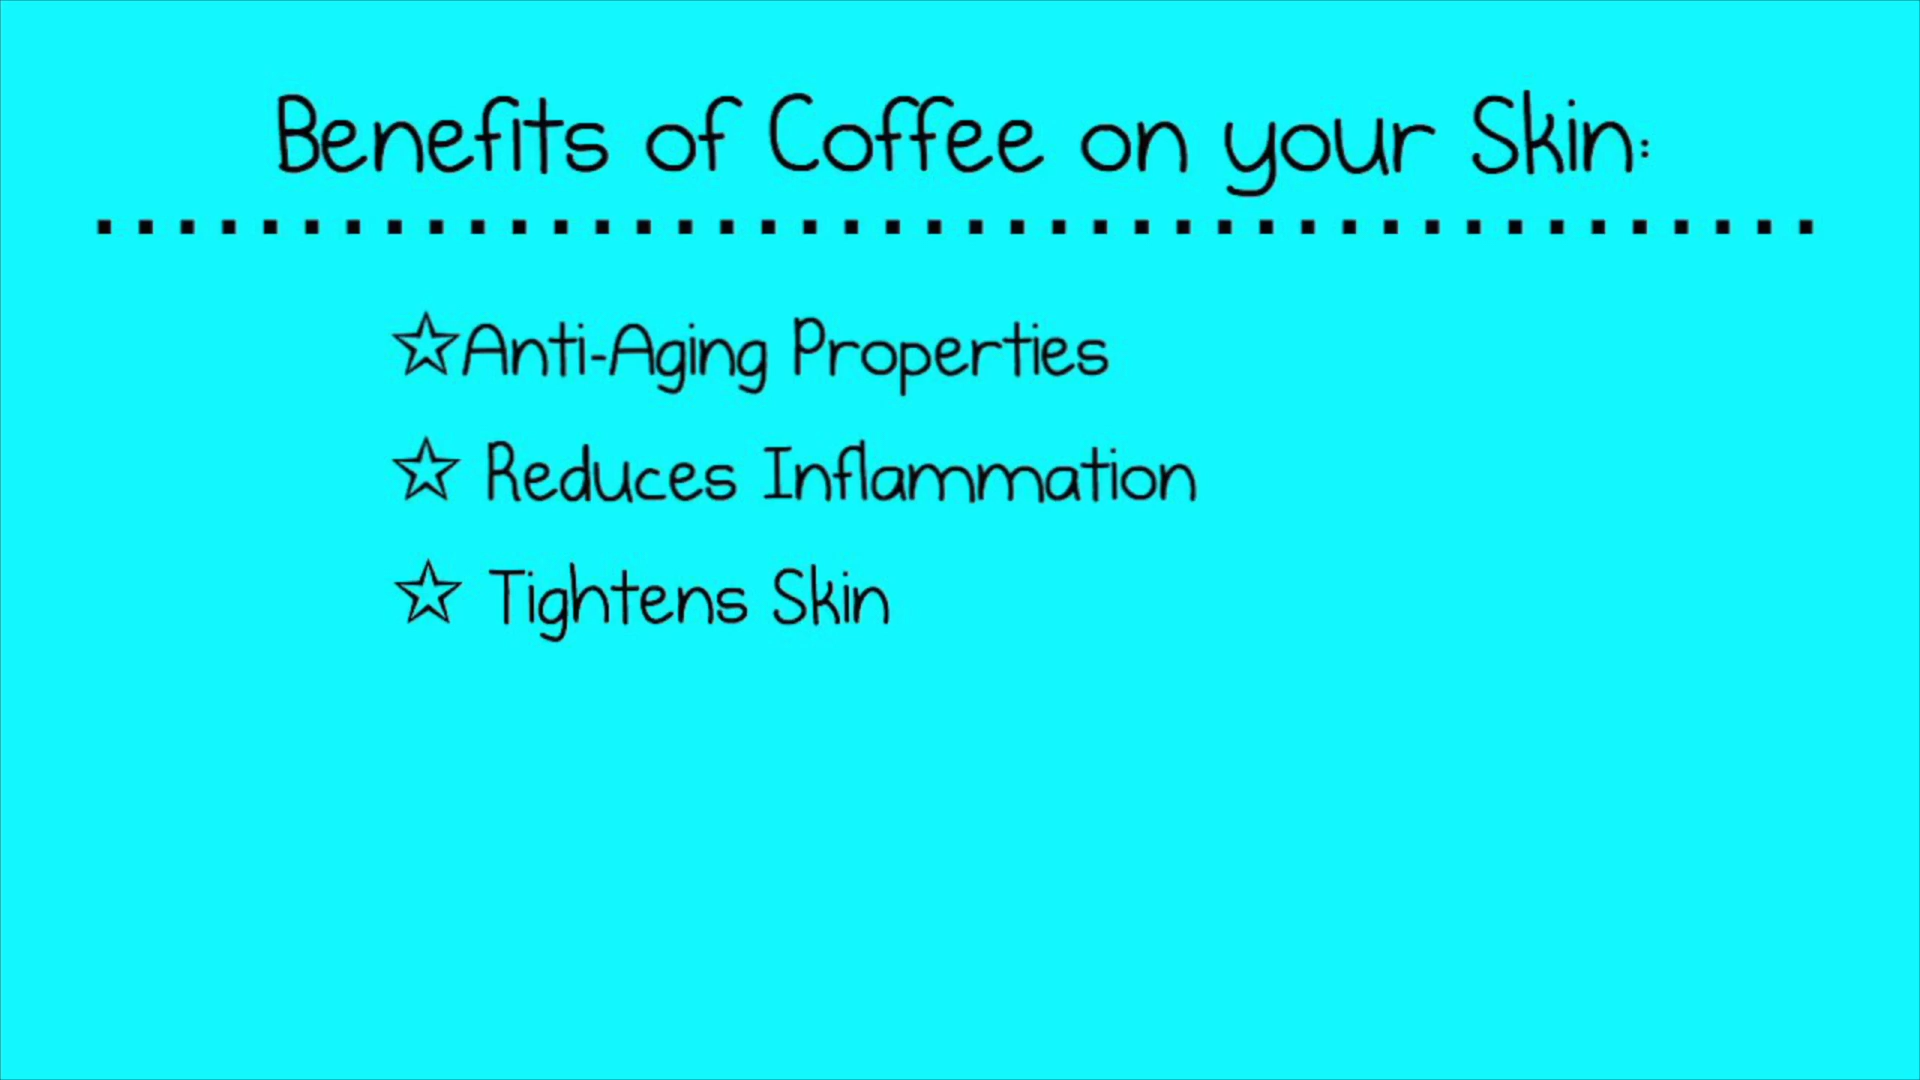 Benefits of Coffee on your Skin:
☆Anti-Aging Properties
☆ Reduces Inflammation
☆ Tightens Skin